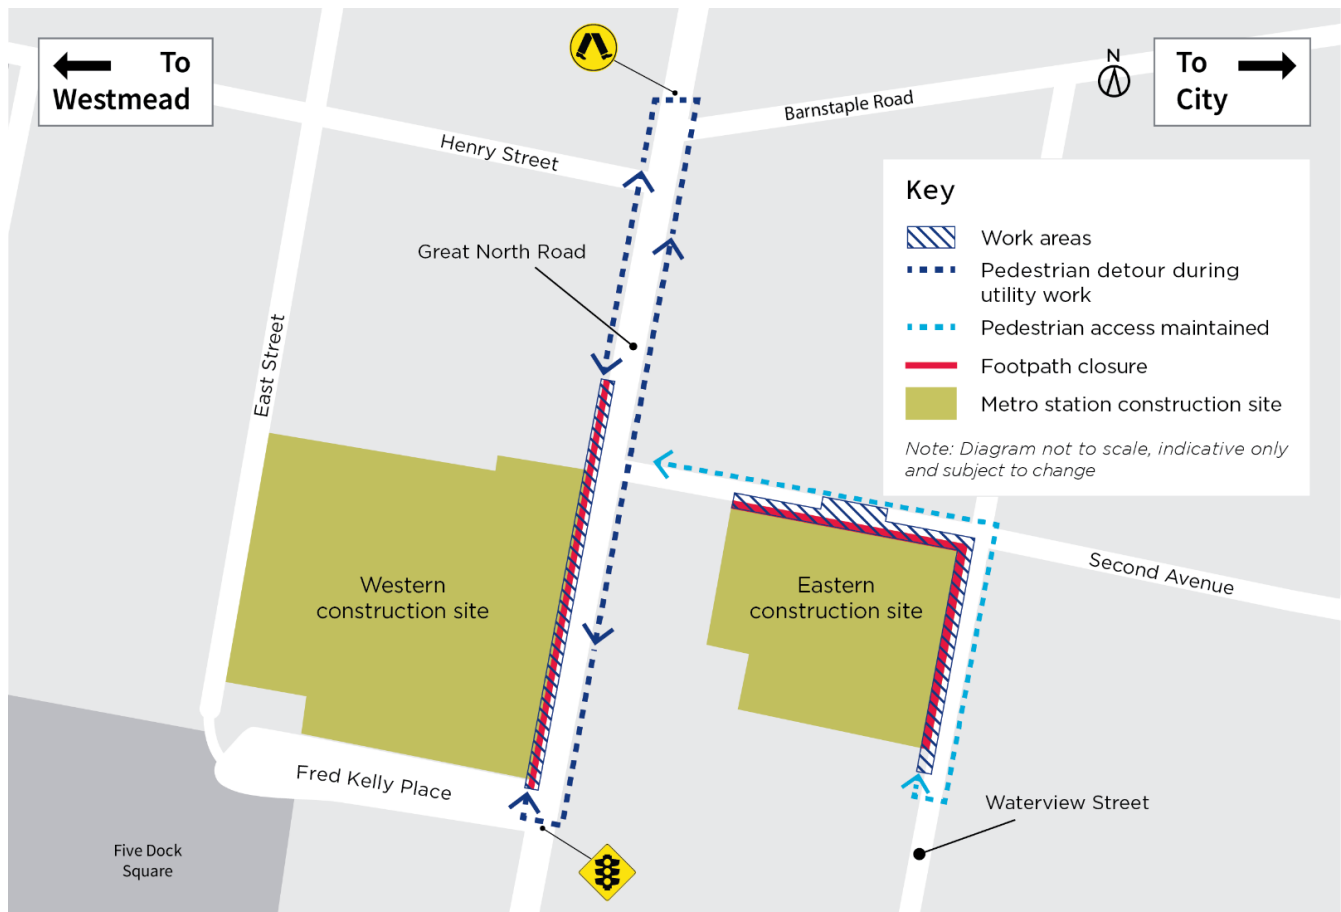 To
Westmead
N
To
City
Barnstaple Road
Henry Street
Key
Great North Road
Work areas
Pedestrian detour during
utility work
Pedestrian access maintained
Footpath closure
Metro station construction site
Note: Diagram not to scale, indicative only
and subject to change
East Street
Western
construction site
Eastern
construction site
Second Avenue
Fred Kelly Place
Waterview Street
Five Dock
Square